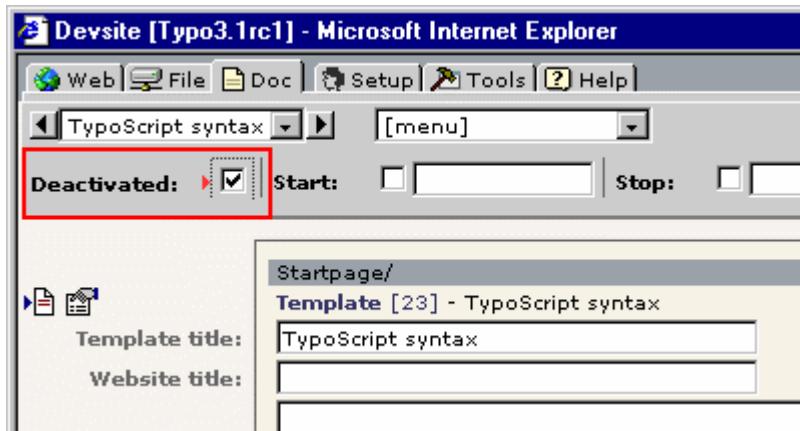 Devsite [Typo3.1rc1] - Microsoft Internet Explorer
Web File Doc Setup Tools ? Help
TypoScript syntax [menu]
Deactivated: Start: Stop:
Startpage/
Template [23] - TypoScript syntax
Template title: TypoScript syntax
Website title: